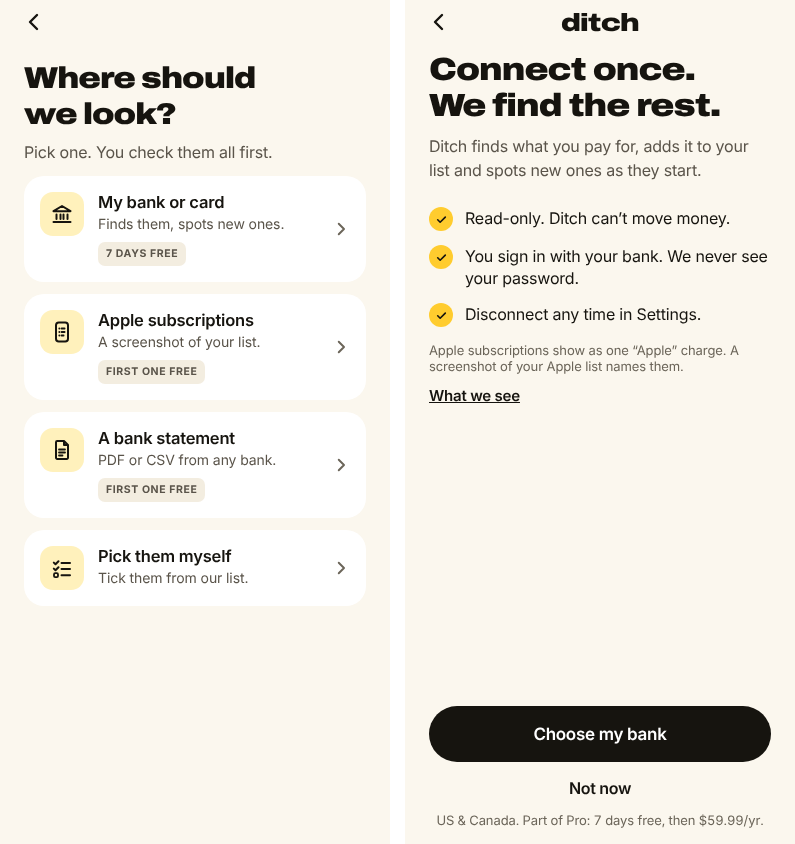 Where should
we look?
Pick one. You check them all first.
My bank or card
Finds them, spots new ones.
7 DAYS FREE
Apple subscriptions
A screenshot of your list.
FIRST ONE FREE
A bank statement
PDF or CSV from any bank.
FIRST ONE FREE
Pick them myself
Tick them from our list.
ditch
Connect once.
We find the rest.
Ditch finds what you pay for, adds it to your
list and spots new ones as they start.
Read-only. Ditch can’t move money.
You sign in with your bank. We never see
your password.
Disconnect any time in Settings.
Apple subscriptions show as one “Apple” charge. A
screenshot of your Apple list names them.
What we see
Choose my bank
Not now
US & Canada. Part of Pro: 7 days free, then $59.99/yr.